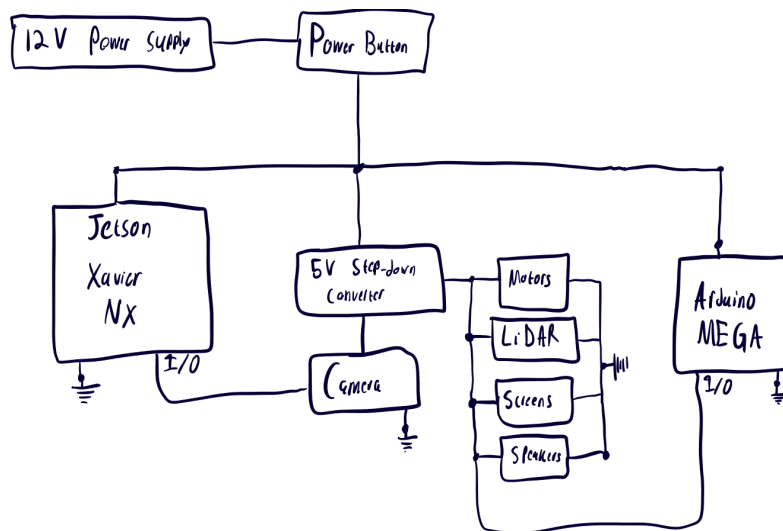 12V Power Supply
Power Button
Jetson
Xavier
NX
I/O
5V Step-down
Converter
Camera
Motors
LiDAR
Screens
Speakers
Arduino
MEGA
I/O